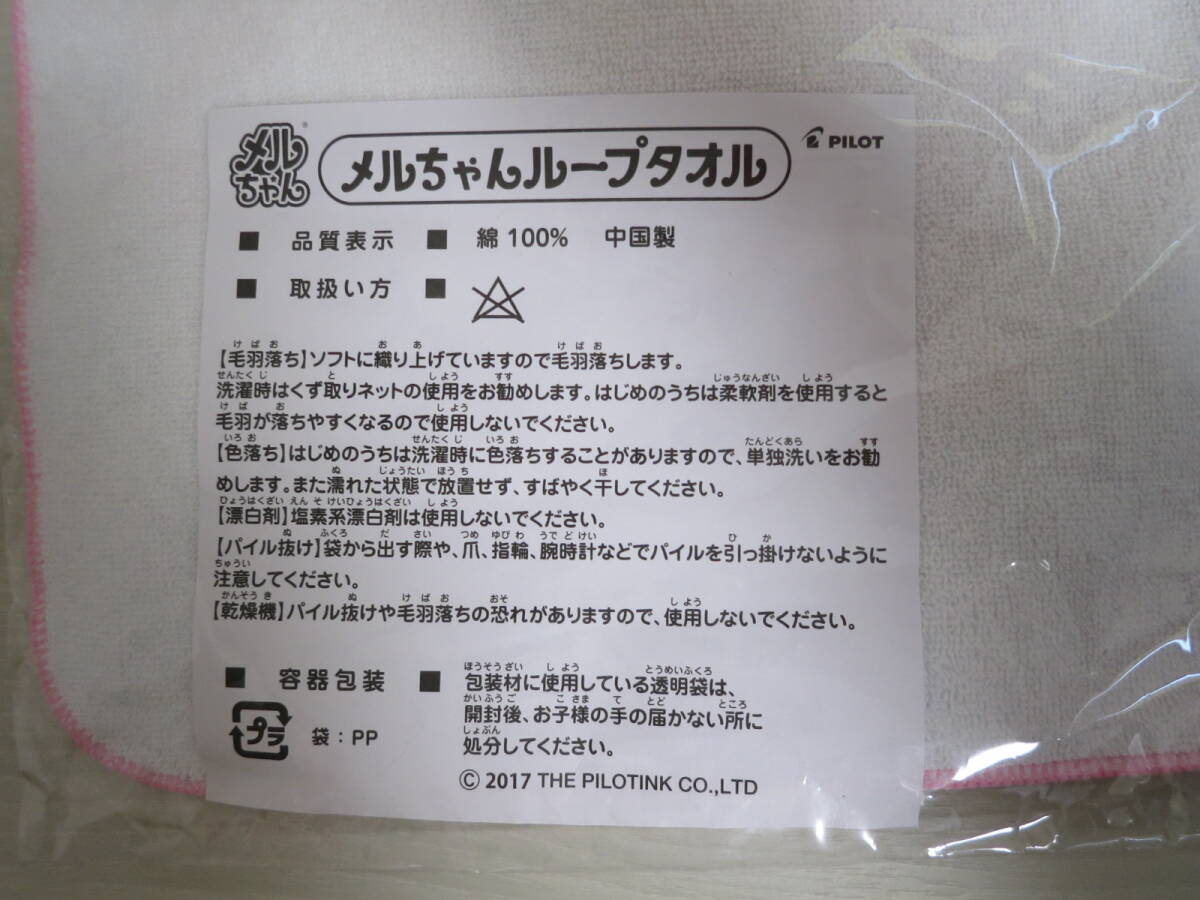 メル
ちゃん
メルちゃんループタオル
PILOT
■ 品質表示 ■ 綿 100% 中国製
■ 取扱い方 ■
【毛羽落ち】ソフトに織り上げていますので毛羽落ちします。
洗濯時はくず取りネットの使用をお勧めします。はじめのうちは柔軟剤を使用すると
毛羽が落ちやすくなるので使用しないでください。
【色落ち】はじめのうちは洗濯時に色落ちすることがありますので、単独洗いをお勧
めします。また濡れた状態で放置せず、すばやく干してください。
【漂白剤】塩素系漂白剤は使用しないでください。
【パイル抜け】袋から出す際や、爪、指輪、腕時計などでパイルを引っ掛けないように
注意してください。
【乾燥機】パイル抜けや毛羽落ちの恐れがありますので、使用しないでください。
■ 容器包装 ■ 包装材に使用している透明袋は、
開封後、お子様の手の届かない所に
処分してください。
プラ 袋：PP
© 2017 THE PILOTINK CO.,LTD